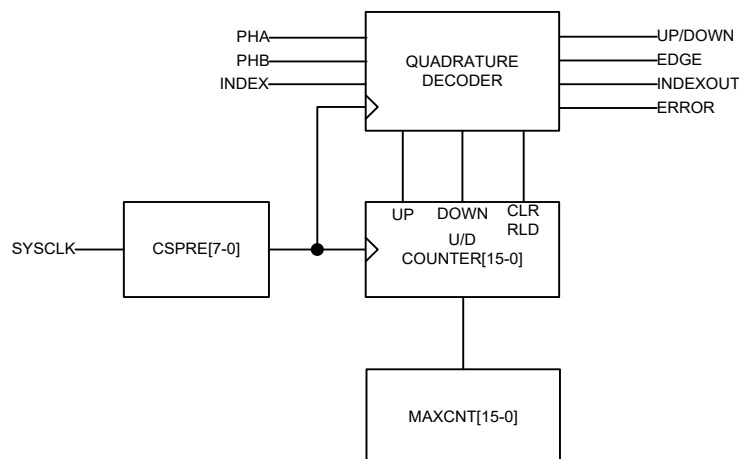 PHA
PHB
INDEX
QUADRATURE
DECODER
UP/DOWN
EDGE
INDEXOUT
ERROR
SYSCLK
CSPRE[7-0]
UP
DOWN
CLR
RLD
U/D
COUNTER[15-0]
MAXCNT[15-0]